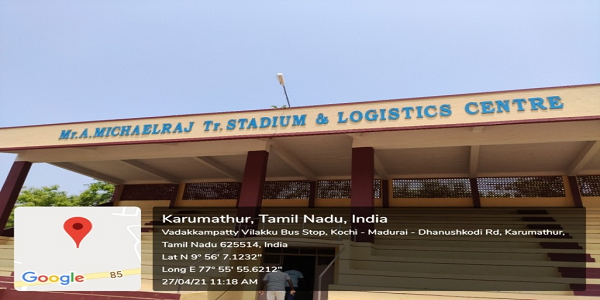 Mr.A.MICHAELRAJ Tr.STADIUM & LOGISTICS CENTRE
Karumathur, Tamil Nadu, India
Vadakkampatty Vilakku Bus Stop, Kochi - Madurai - Dhanushkodi Rd, Karumathur,
Tamil Nadu 625514, India
Lat N 9° 56' 7.1232"
Long E 77° 55' 55.6212"
27/04/21 11:18 AM
Google
85